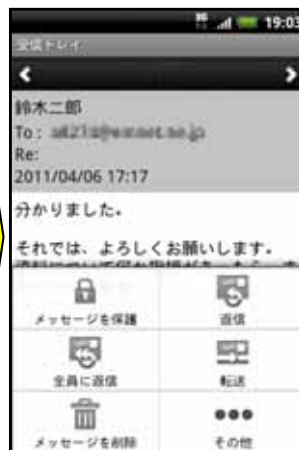 19:03
受信トレイ
鈴木二郎
To:
Re:
2011/04/06 17:17
分かりました。
それでは、よろしくお願いします。
メッセージを保護
返信
全員に返信
転送
メッセージを削除
その他